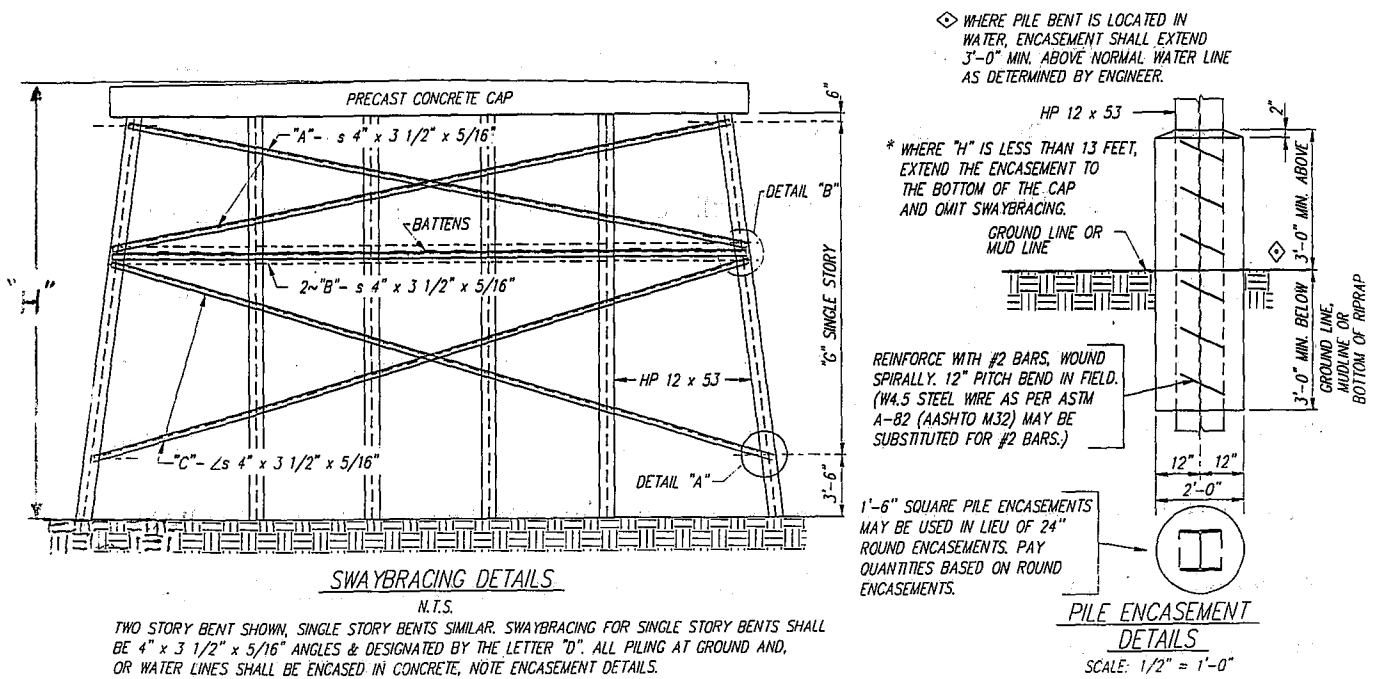 PRECAST CONCRETE CAP
"A"- s 4" x 3 1/2" x 5/16"
BATTENS
2~"B"- s 4" x 3 1/2" x 5/16"
"C"- ∠s 4" x 3 1/2" x 5/16"
HP 12 x 53
DETAIL "B"
DETAIL "A"
"H"
6"
"G" SINGLE STORY
3'-6"
SWAYBRACING DETAILS
N.T.S.
TWO STORY BENT SHOWN, SINGLE STORY BENTS SIMILAR. SWAYBRACING FOR SINGLE STORY BENTS SHALL
BE 4" x 3 1/2" x 5/16" ANGLES & DESIGNATED BY THE LETTER "D". ALL PILING AT GROUND AND,
OR WATER LINES SHALL BE ENCASED IN CONCRETE, NOTE ENCASEMENT DETAILS.
WHERE PILE BENT IS LOCATED IN
WATER, ENCASEMENT SHALL EXTEND
3'-0" MIN. ABOVE NORMAL WATER LINE
AS DETERMINED BY ENGINEER.
HP 12 x 53
2"
* WHERE "H" IS LESS THAN 13 FEET,
EXTEND THE ENCASEMENT TO
THE BOTTOM OF THE CAP
AND OMIT SWAYBRACING.
GROUND LINE OR
MUD LINE
3'-0" MIN. ABOVE
3'-0" MIN. BELOW
GROUND LINE,
MUDLINE OR
BOTTOM OF RIPRAP
REINFORCE WITH #2 BARS, WOUND
SPIRALLY. 12" PITCH BEND IN FIELD.
(W4.5 STEEL WIRE AS PER ASTM
A-82 (AASHTO M32) MAY BE
SUBSTITUTED FOR #2 BARS.)
12" 12"
2'-0"
1'-6" SQUARE PILE ENCASEMENTS
MAY BE USED IN LIEU OF 24"
ROUND ENCASEMENTS. PAY
QUANTITIES BASED ON ROUND
ENCASEMENTS.
PILE ENCASEMENT
DETAILS
SCALE: 1/2" = 1'-0"